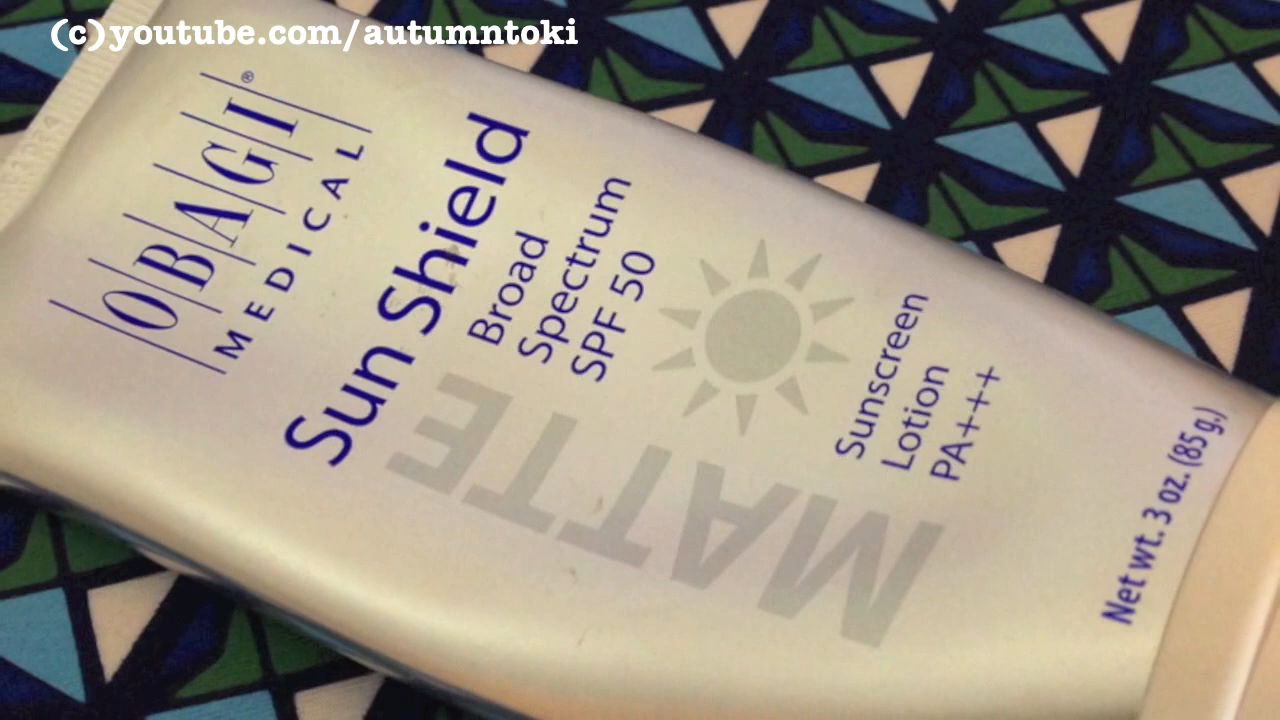 (c)youtube.com/autumntoki
OBAGI®
MEDICAL
Sun Shield
Broad
Spectrum
SPF 50
MATTE
Sunscreen
Lotion
PA+++
Net wt. 3 oz. (85 g.)